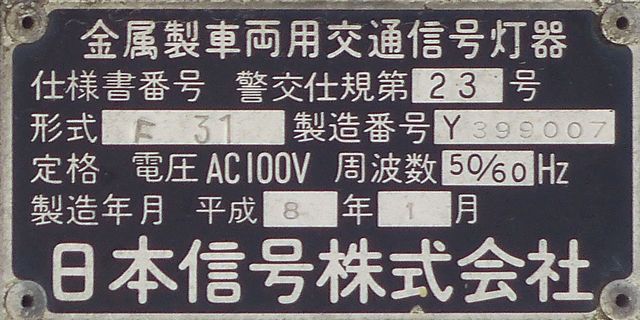 金属製車両用交通信号灯器
仕様書番号 警交仕規第 23 号
形式 F 31 製造番号 Y399007
定格 電圧 AC100V 周波数 50/60 Hz
製造年月 平成 8 年 1 月
日本信号株式会社